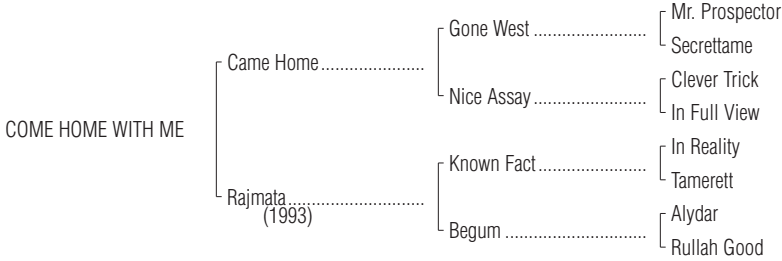 Mr. Prospector
Gone West ........................
Secrettame
Came Home ......................
Clever Trick
Nice Assay ........................
In Full View
COME HOME WITH ME
In Reality
Known Fact .......................
Tamerett
Rajmata .............................
(1993)
Alydar
Begum ..............................
Rullah Good